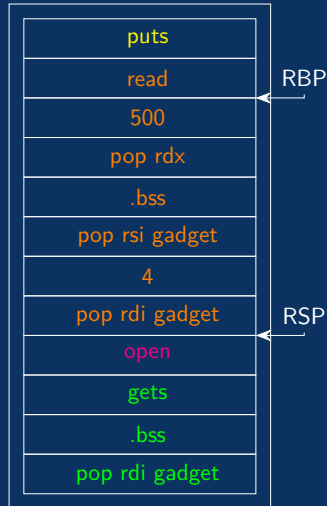 puts
read
RBP
500
pop rdx
.bss
pop rsi gadget
4
pop rdi gadget
RSP
open
gets
.bss
pop rdi gadget